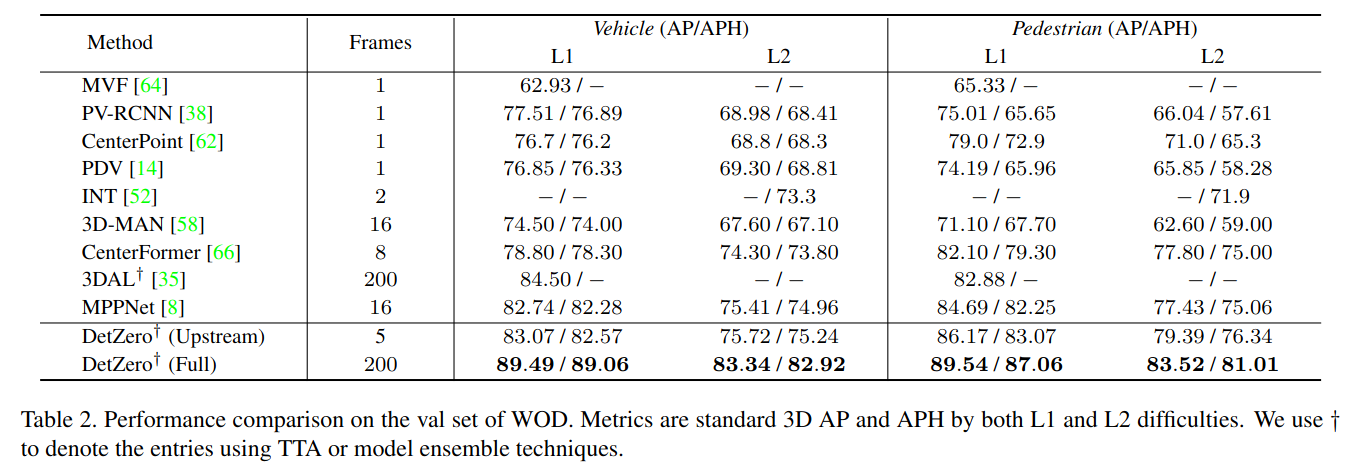 Method Frames Vehicle (AP/APH) Pedestrian (AP/APH)
L1 L2 L1 L2
MVF [64] 1 62.93 / − − / − 65.33 / − − / −
PV-RCNN [38] 1 77.51 / 76.89 68.98 / 68.41 75.01 / 65.65 66.04 / 57.61
CenterPoint [62] 1 76.7 / 76.2 68.8 / 68.3 79.0 / 72.9 71.0 / 65.3
PDV [14] 1 76.85 / 76.33 69.30 / 68.81 74.19 / 65.96 65.85 / 58.28
INT [52] 2 − / − − / 73.3 − / − − / 71.9
3D-MAN [58] 16 74.50 / 74.00 67.60 / 67.10 71.10 / 67.70 62.60 / 59.00
CenterFormer [66] 8 78.80 / 78.30 74.30 / 73.80 82.10 / 79.30 77.80 / 75.00
3DAL† [35] 200 84.50 / − − / − 82.88 / − − / −
MPPNet [8] 16 82.74 / 82.28 75.41 / 74.96 84.69 / 82.25 77.43 / 75.06
DetZero† (Upstream) 5 83.07 / 82.57 75.72 / 75.24 86.17 / 83.07 79.39 / 76.34
DetZero† (Full) 200 89.49 / 89.06 83.34 / 82.92 89.54 / 87.06 83.52 / 81.01
Table 2. Performance comparison on the val set of WOD. Metrics are standard 3D AP and APH by both L1 and L2 difficulties. We use †
to denote the entries using TTA or model ensemble techniques.